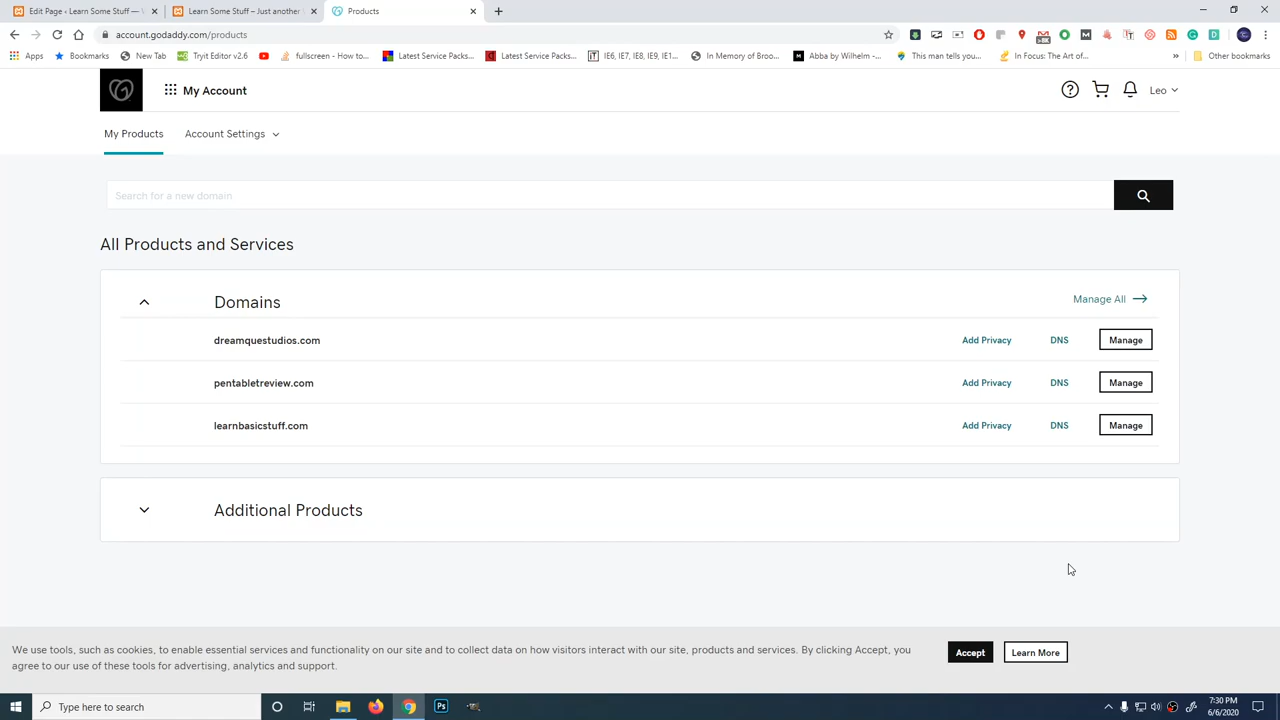 Edit Page ‹ Learn Some Stuff — W
Learn Some Stuff – Just another
Products
account.godaddy.com/products
Apps
Bookmarks
New Tab
Tryit Editor v2.6
fullscreen - How to...
Latest Service Pack...
Latest Service Pack...
IE6, IE7, IE8, IE9, IE1...
In Memory of Broo...
Abba by Wilhelm -...
This man tells you...
In Focus: The Art of...
»
Other bookmarks
My Account
Leo
My Products
Account Settings
Search for a new domain
All Products and Services
Domains
Manage All
dreamquestudios.com
Add Privacy
DNS
Manage
pentabletreview.com
Add Privacy
DNS
Manage
learnbasicstuff.com
Add Privacy
DNS
Manage
Additional Products
We use tools, such as cookies, to enable essential services and functionality on our site and to collect data on how visitors interact with our site, products and services. By clicking Accept, you
agree to our use of these tools for advertising, analytics and support.
Accept
Learn More
Type here to search
Ps
7:30 PM
6/6/2020